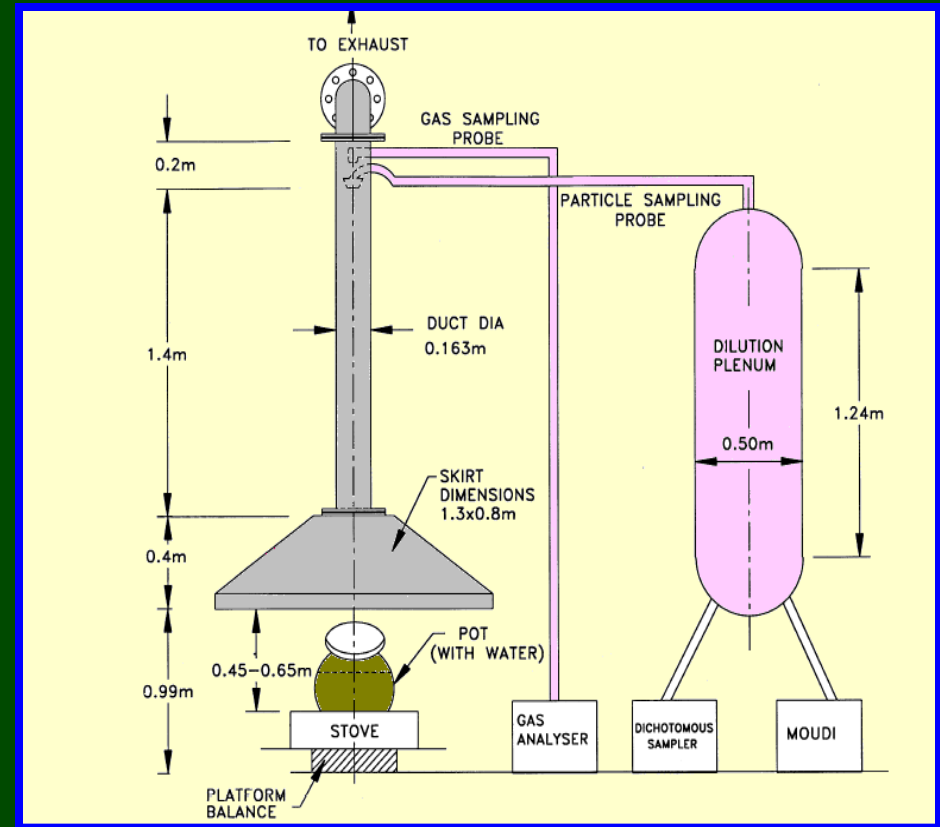 TO EXHAUST
GAS SAMPLING
PROBE
0.2m
PARTICLE SAMPLING
PROBE
DUCT DIA
0.163m
1.4m
DILUTION
PLENUM
1.24m
0.50m
SKIRT
DIMENSIONS
1.3x0.8m
0.4m
POT
(WITH WATER)
0.45-0.65m
0.99m
STOVE
GAS
ANALYSER
DICHOTOMOUS
SAMPLER
MOUDI
PLATFORM
BALANCE